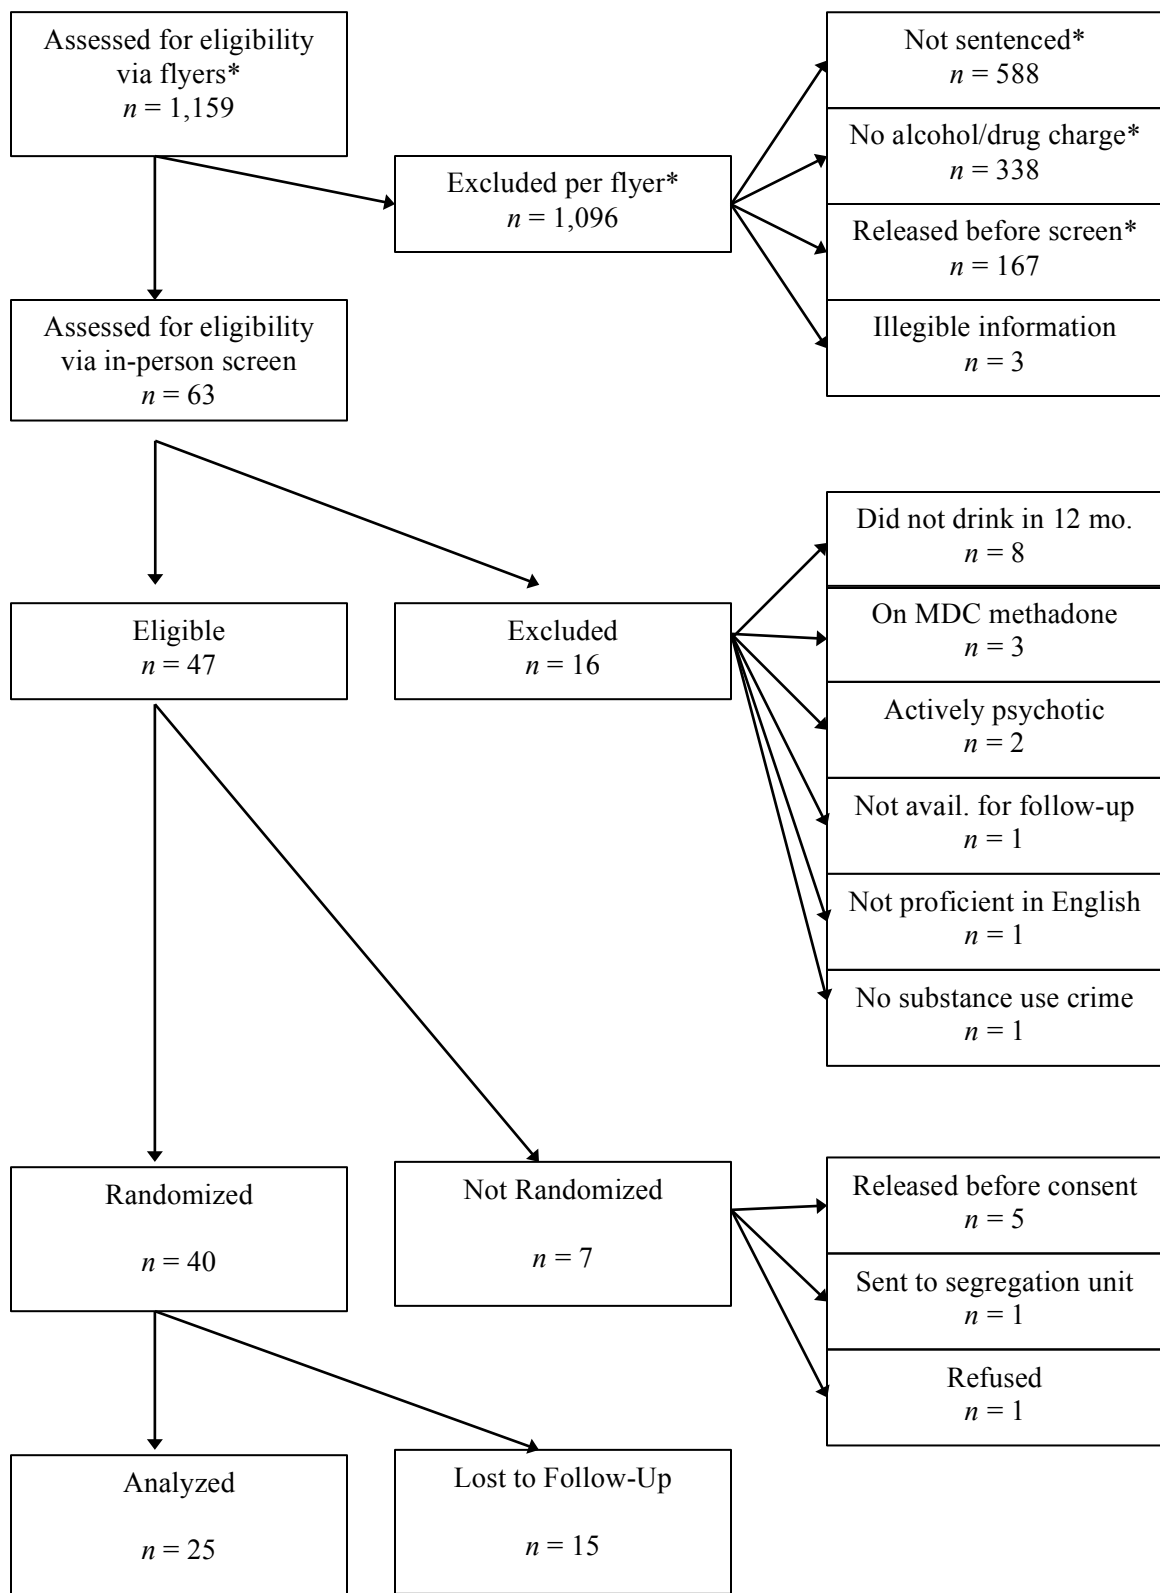 Assessed for eligibility
via flyers*
n = 1,159
Excluded per flyer*
n = 1,096
Not sentenced*
n = 588
No alcohol/drug charge*
n = 338
Released before screen*
n = 167
Illegible information
n = 3
Assessed for eligibility
via in-person screen
n = 63
Eligible
n = 47
Excluded
n = 16
Did not drink in 12 mo.
n = 8
On MDC methadone
n = 3
Actively psychotic
n = 2
Not avail. for follow-up
n = 1
Not proficient in English
n = 1
No substance use crime
n = 1
Randomized
n = 40
Not Randomized
n = 7
Released before consent
n = 5
Sent to segregation unit
n = 1
Refused
n = 1
Analyzed
n = 25
Lost to Follow-Up
n = 15